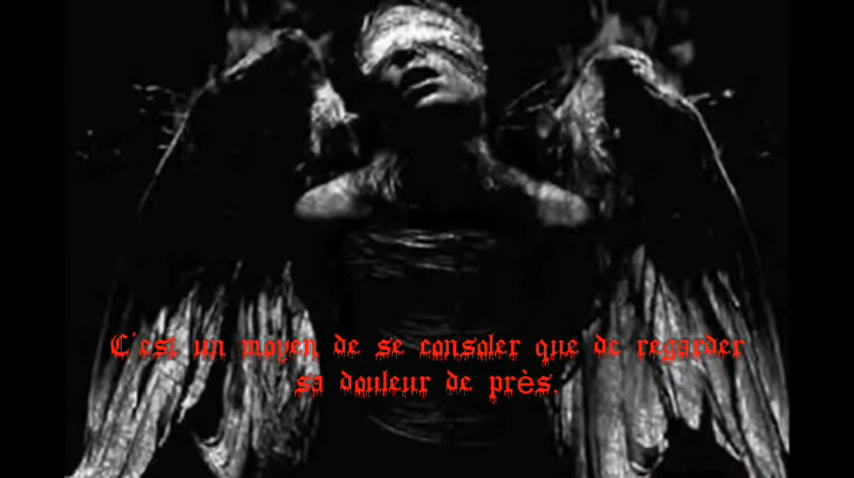 C'est un moyen de se consoler que de regarder
sa douleur de près.